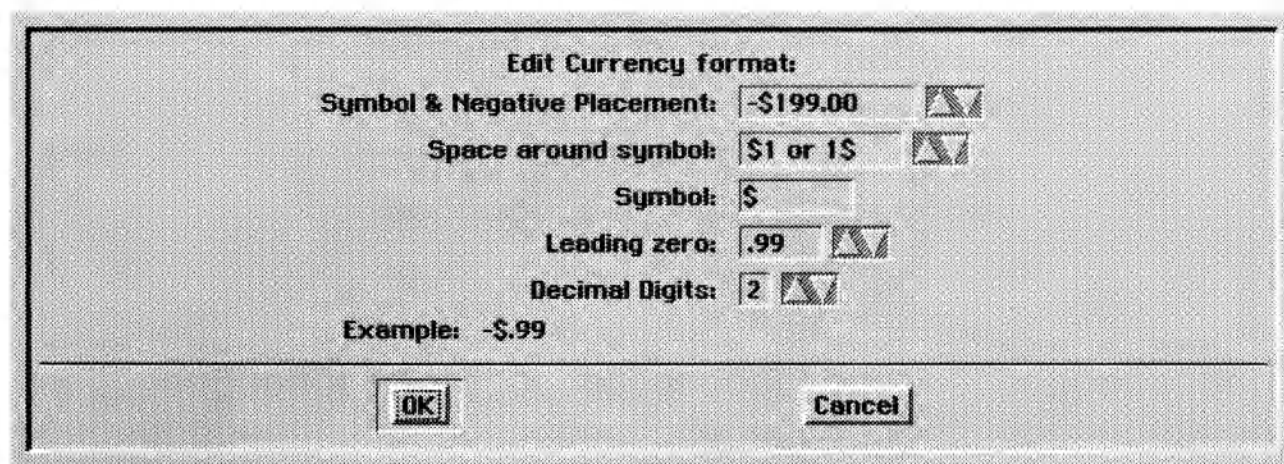 Edit Currency format:
Symbol & Negative Placement: -$199.00
Space around symbol: $1 or 1$
Symbol: $
Leading zero: .99
Decimal Digits: 2
Example: -$.99
OK Cancel